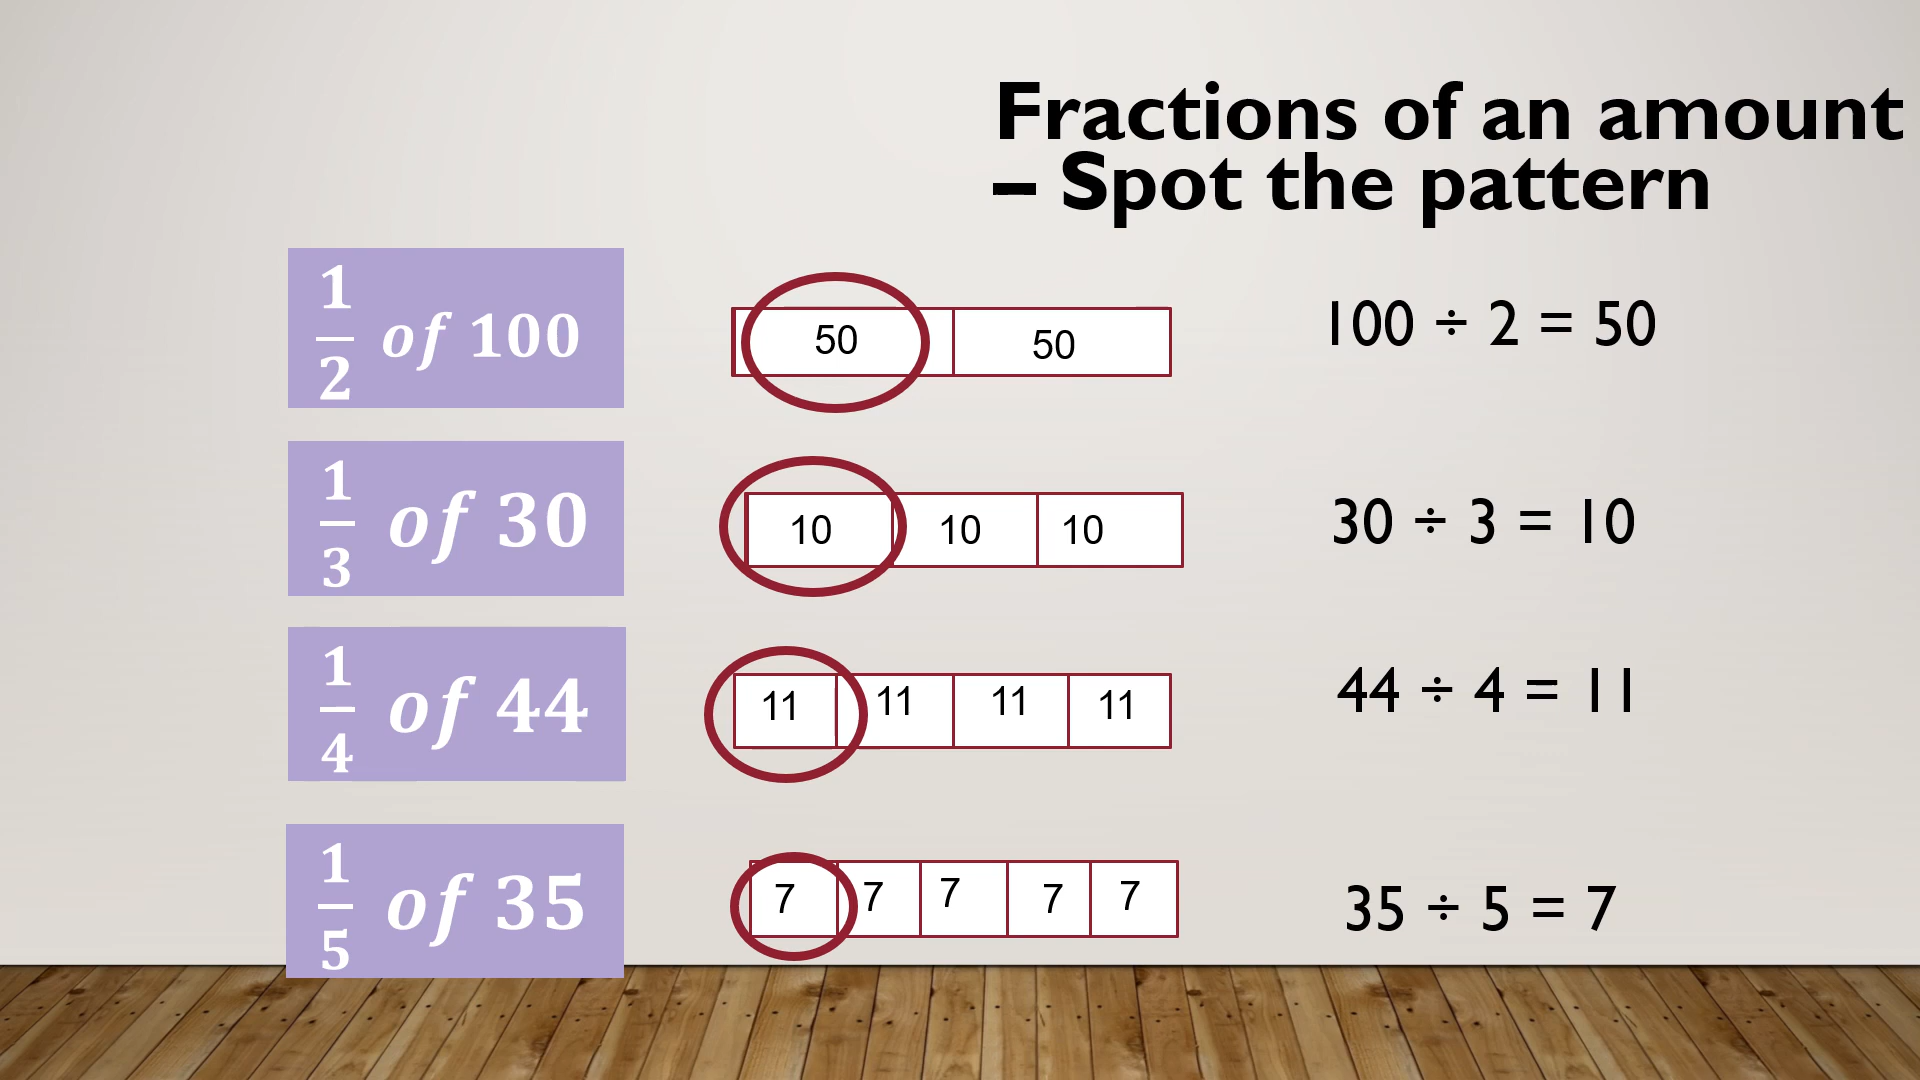 Fractions of an amount
– Spot the pattern
1/2 of 100
50 50
100 ÷ 2 = 50
1/3 of 30
10 10 10
30 ÷ 3 = 10
1/4 of 44
11 11 11 11
44 ÷ 4 = 11
1/5 of 35
7 7 7 7 7
35 ÷ 5 = 7